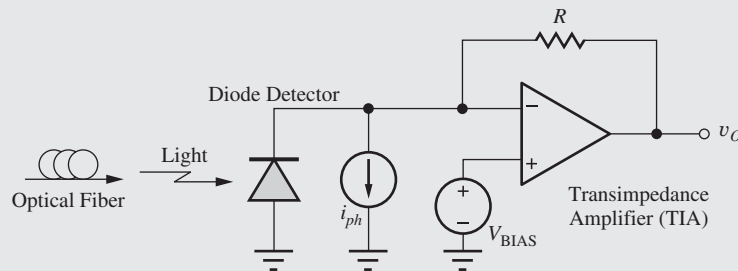 R
Diode Detector
Light
Optical Fiber
i_ph
V_BIAS
v_O
Transimpedance
Amplifier (TIA)